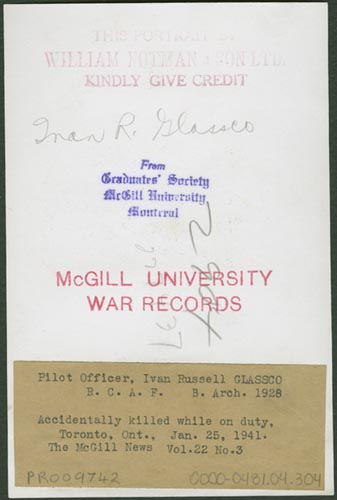 THIS PORTRAIT BY
WILLIAM NOTMAN & SON LTD.
KINDLY GIVE CREDIT
Ivan R. Glassco
From
Graduates' Society
McGill University
Montreal
McGILL UNIVERSITY
WAR RECORDS
Pilot Officer, Ivan Russell GLASSCO
R. C. A. F. B. Arch. 1928
Accidentally killed while on duty,
Toronto, Ont., Jan. 25, 1941.
The McGill News Vol.22 No.3
PR009742 0000-0481.04.304